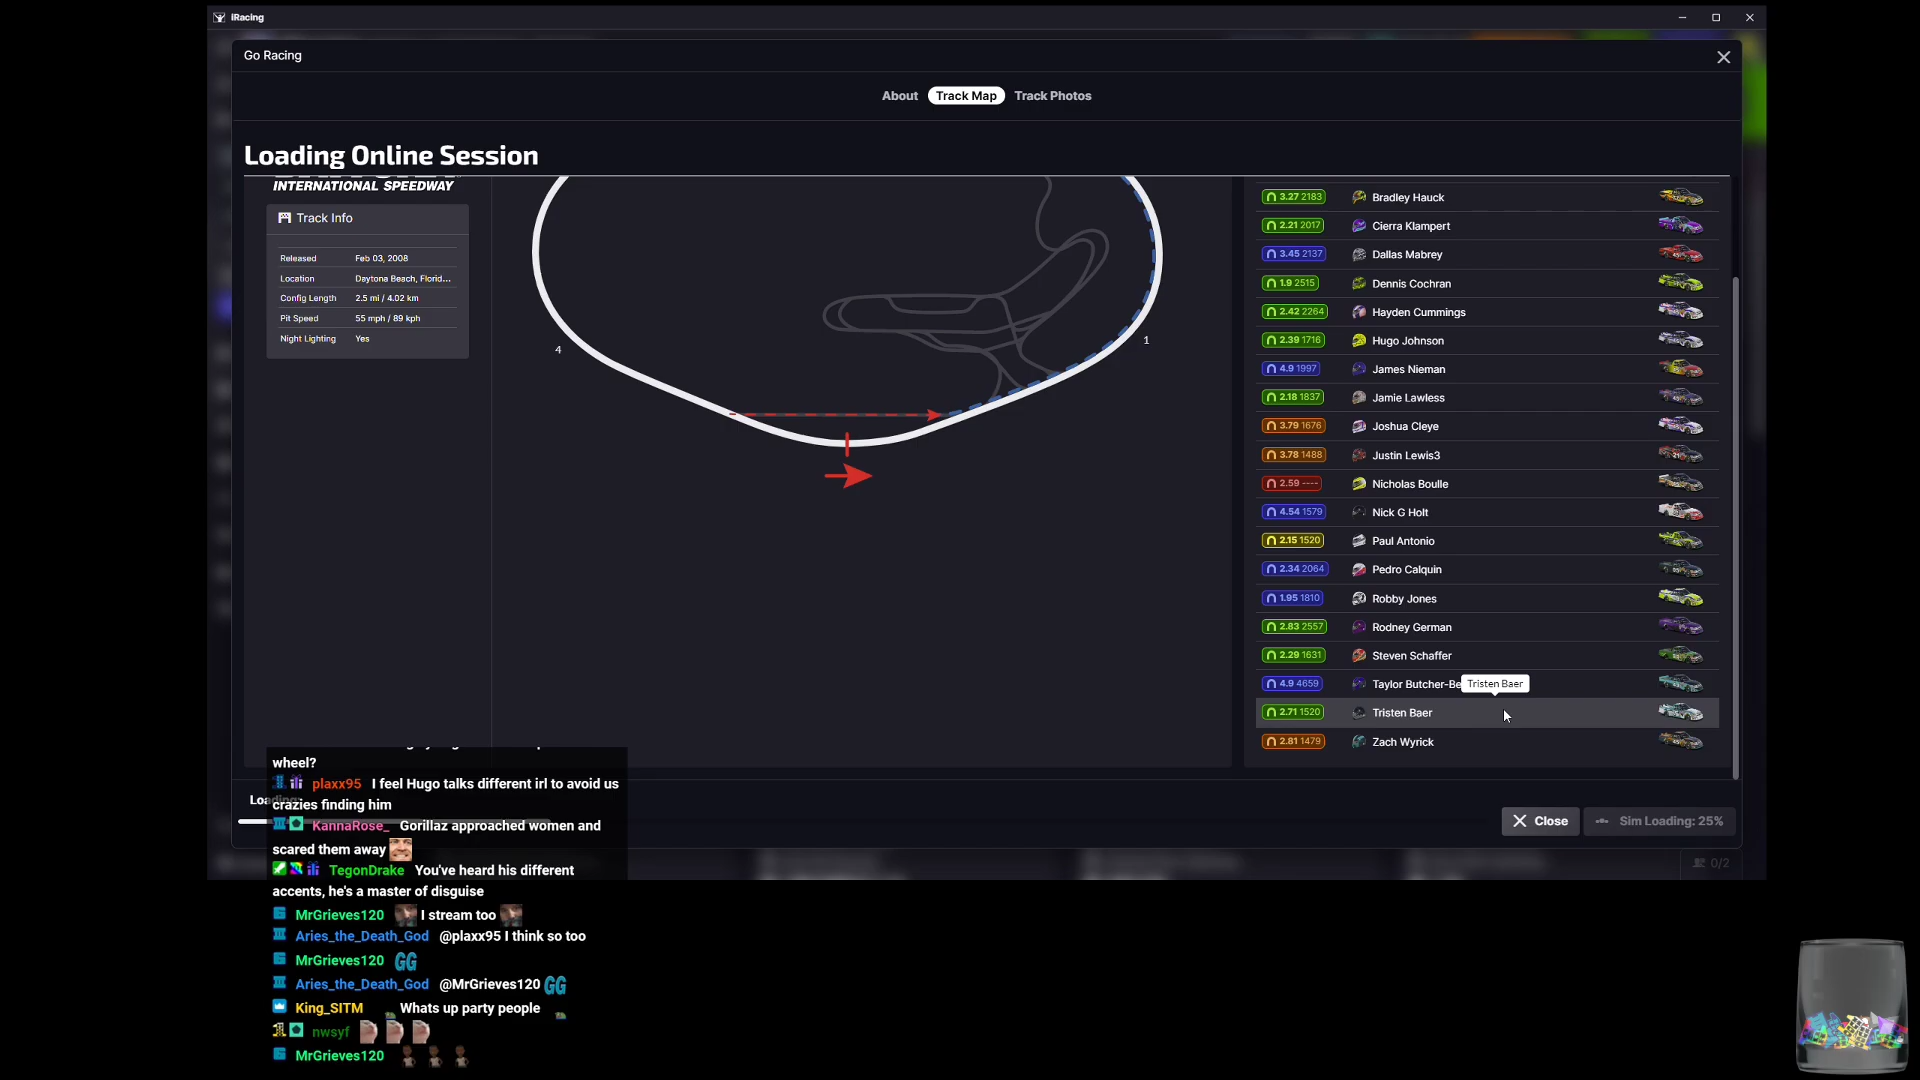 iRacing
Go Racing
About Track Map Track Photos
Loading Online Session
INTERNATIONAL SPEEDWAY
Track Info
Released Feb 03, 2008
Location Daytona Beach, Florid...
Config Length 2.5 mi / 4.02 km
Pit Speed 55 mph / 89 kph
Night Lighting Yes
4
1
3.27 2183 Bradley Hauck
2.21 2017 Cierra Klampert
3.45 2137 Dallas Mabrey
1.9 2515 Dennis Cochran
2.42 2264 Hayden Cummings
2.39 1716 Hugo Johnson
4.9 1997 James Nieman
2.18 1837 Jamie Lawless
3.79 1676 Joshua Cleye
3.78 1488 Justin Lewis3
2.59 ---- Nicholas Boulle
4.54 1579 Nick G Holt
2.15 1520 Paul Antonio
2.34 2064 Pedro Calquin
1.95 1810 Robby Jones
2.83 2557 Rodney German
2.29 1631 Steven Schaffer
4.9 4659 Taylor Butcher-Be
Tristen Baer
2.71 1520 Tristen Baer
2.81 1479 Zach Wyrick
Close
Sim Loading: 25%
0/2
wheel?
plaxx95 I feel Hugo talks different irl to avoid us
crazies finding him
KannaRose_ Gorillaz approached women and
scared them away
TegonDrake You've heard his different
accents, he's a master of disguise
MrGrieves120 I stream too
Aries_the_Death_God @plaxx95 I think so too
MrGrieves120 GG
Aries_the_Death_God @MrGrieves120 GG
King_SITM Whats up party people
nwsyf
MrGrieves120